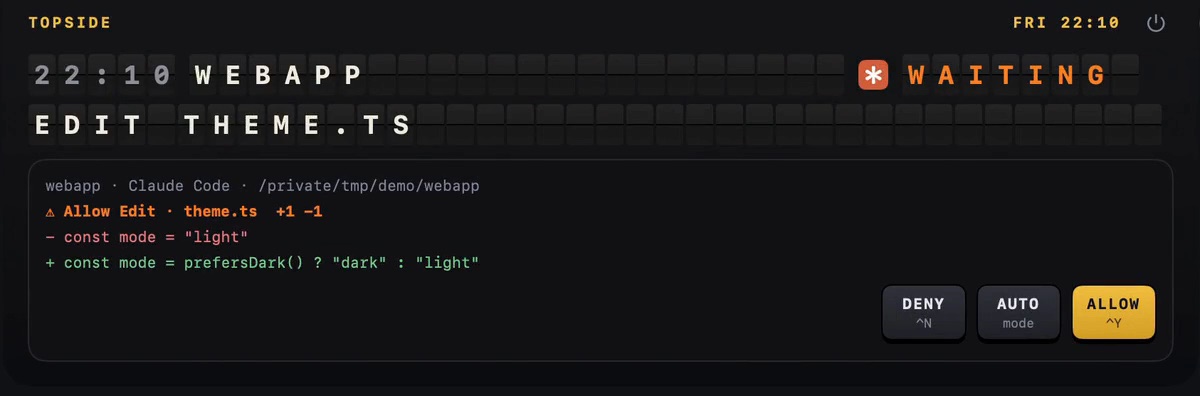 TOPSIDE FRI 22:10
22:10 WEBAPP * WAITING
EDIT THEME.TS
webapp · Claude Code · /private/tmp/demo/webapp
⚠ Allow Edit · theme.ts +1 −1
− const mode = "light"
+ const mode = prefersDark() ? "dark" : "light"
DENY AUTO ALLOW
^N mode ^Y